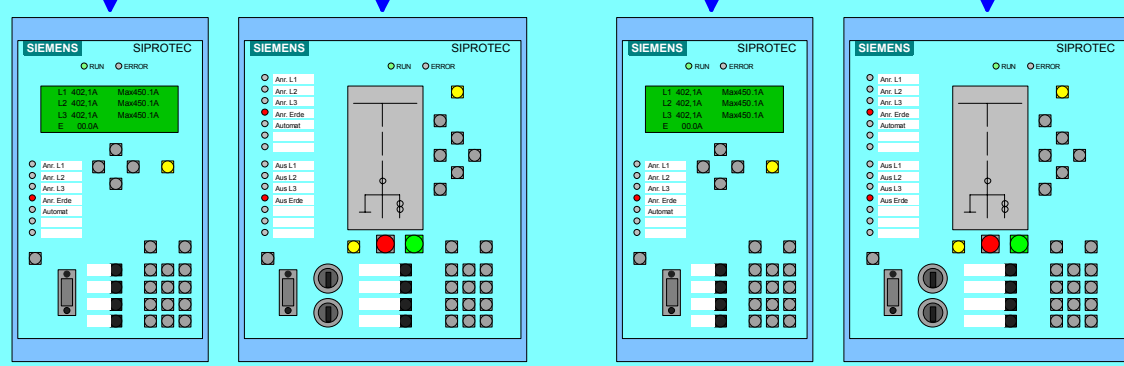 SIEMENS SIPROTEC
RUN ERROR
L1 402,1A Max450.1A
L2 402,1A Max450.1A
L3 402,1A Max450.1A
E 00.0A
Anr. L1
Anr. L2
Anr. L3
Anr. Erde
Automat
SIEMENS SIPROTEC
RUN ERROR
Anr. L1
Anr. L2
Anr. L3
Anr. Erde
Automat
Aus L1
Aus L2
Aus L3
Aus Erde
SIEMENS SIPROTEC
RUN ERROR
L1 402,1A Max450.1A
L2 402,1A Max450.1A
L3 402,1A Max450.1A
E 00.0A
Anr. L1
Anr. L2
Anr. L3
Anr. Erde
Automat
SIEMENS SIPROTEC
RUN ERROR
Anr. L1
Anr. L2
Anr. L3
Anr. Erde
Automat
Aus L1
Aus L2
Aus L3
Aus Erde